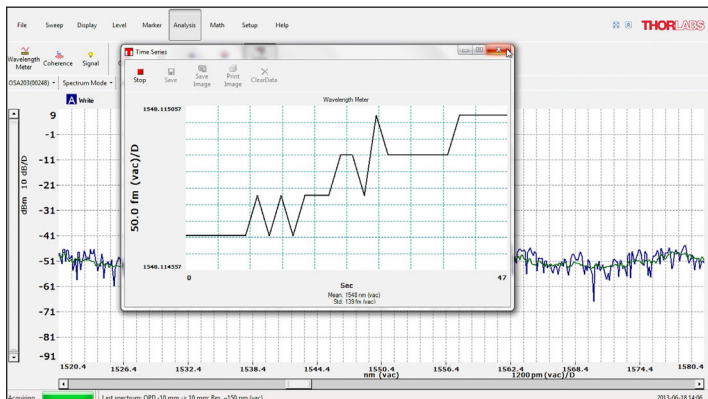 File Sweep Display Level Marker Analysis Math Setup Help
THORLABS
Time Series
Wavelength Meter
Coherence
Signal
Stop
Save
Save Image
Print Image
ClearData
OSA203(00248)
Spectrum Mode
A Write
Wavelength Meter
1548.115057
50.0 fm (vac)/D
1548.114357
0
47
Sec
Mean: 1548 nm (vac)
Std: 139 fm (vac)
dBm 10 dB/D
9
-1
-11
-21
-31
-41
-51
-61
-71
-81
-91
1520.4 1526.4 1532.4 1538.4 1544.4 1550.4 1556.4 1562.4 1568.4 1574.4 1580.4
nm (vac)
1200pm (vac)/D
Acquiring
Last spectrum: OPD -10 mm -> 10 mm; Res. ~150 pm (vac)
2013-06-18 14:06